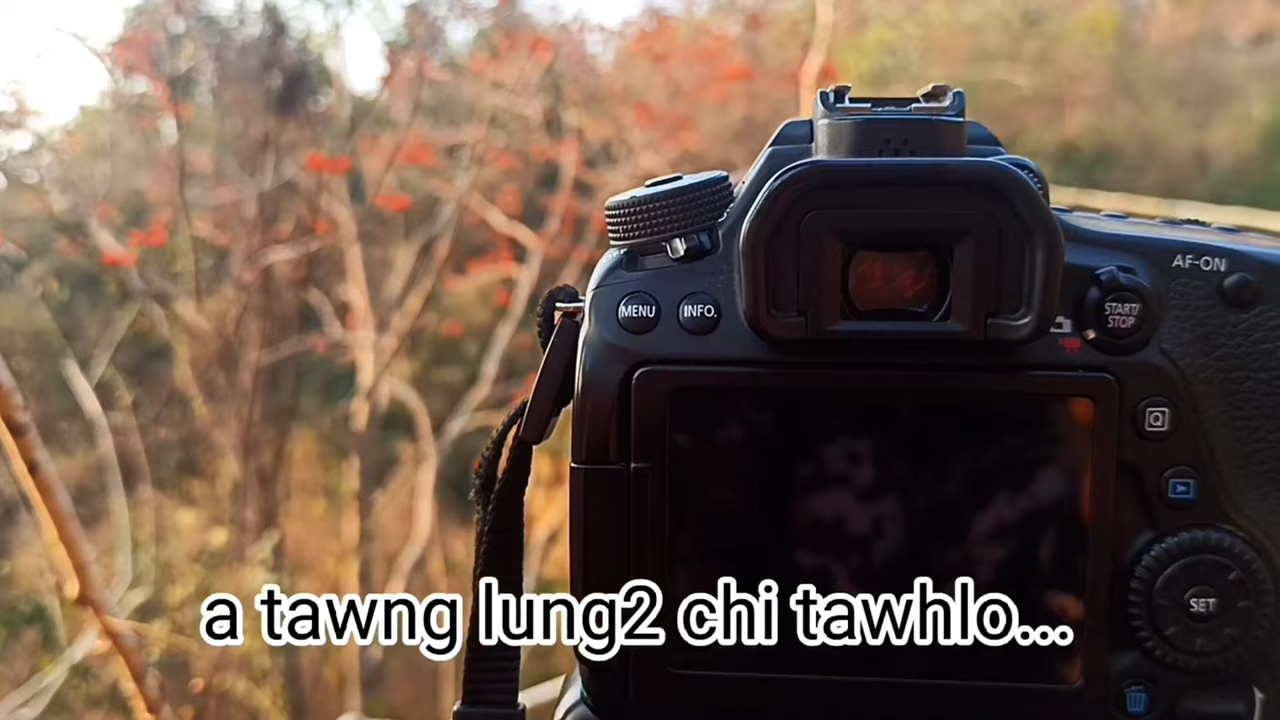 AF-ON
MENU INFO. START/
STOP
Q
SET
a tawng lung2 chi tawhlo...